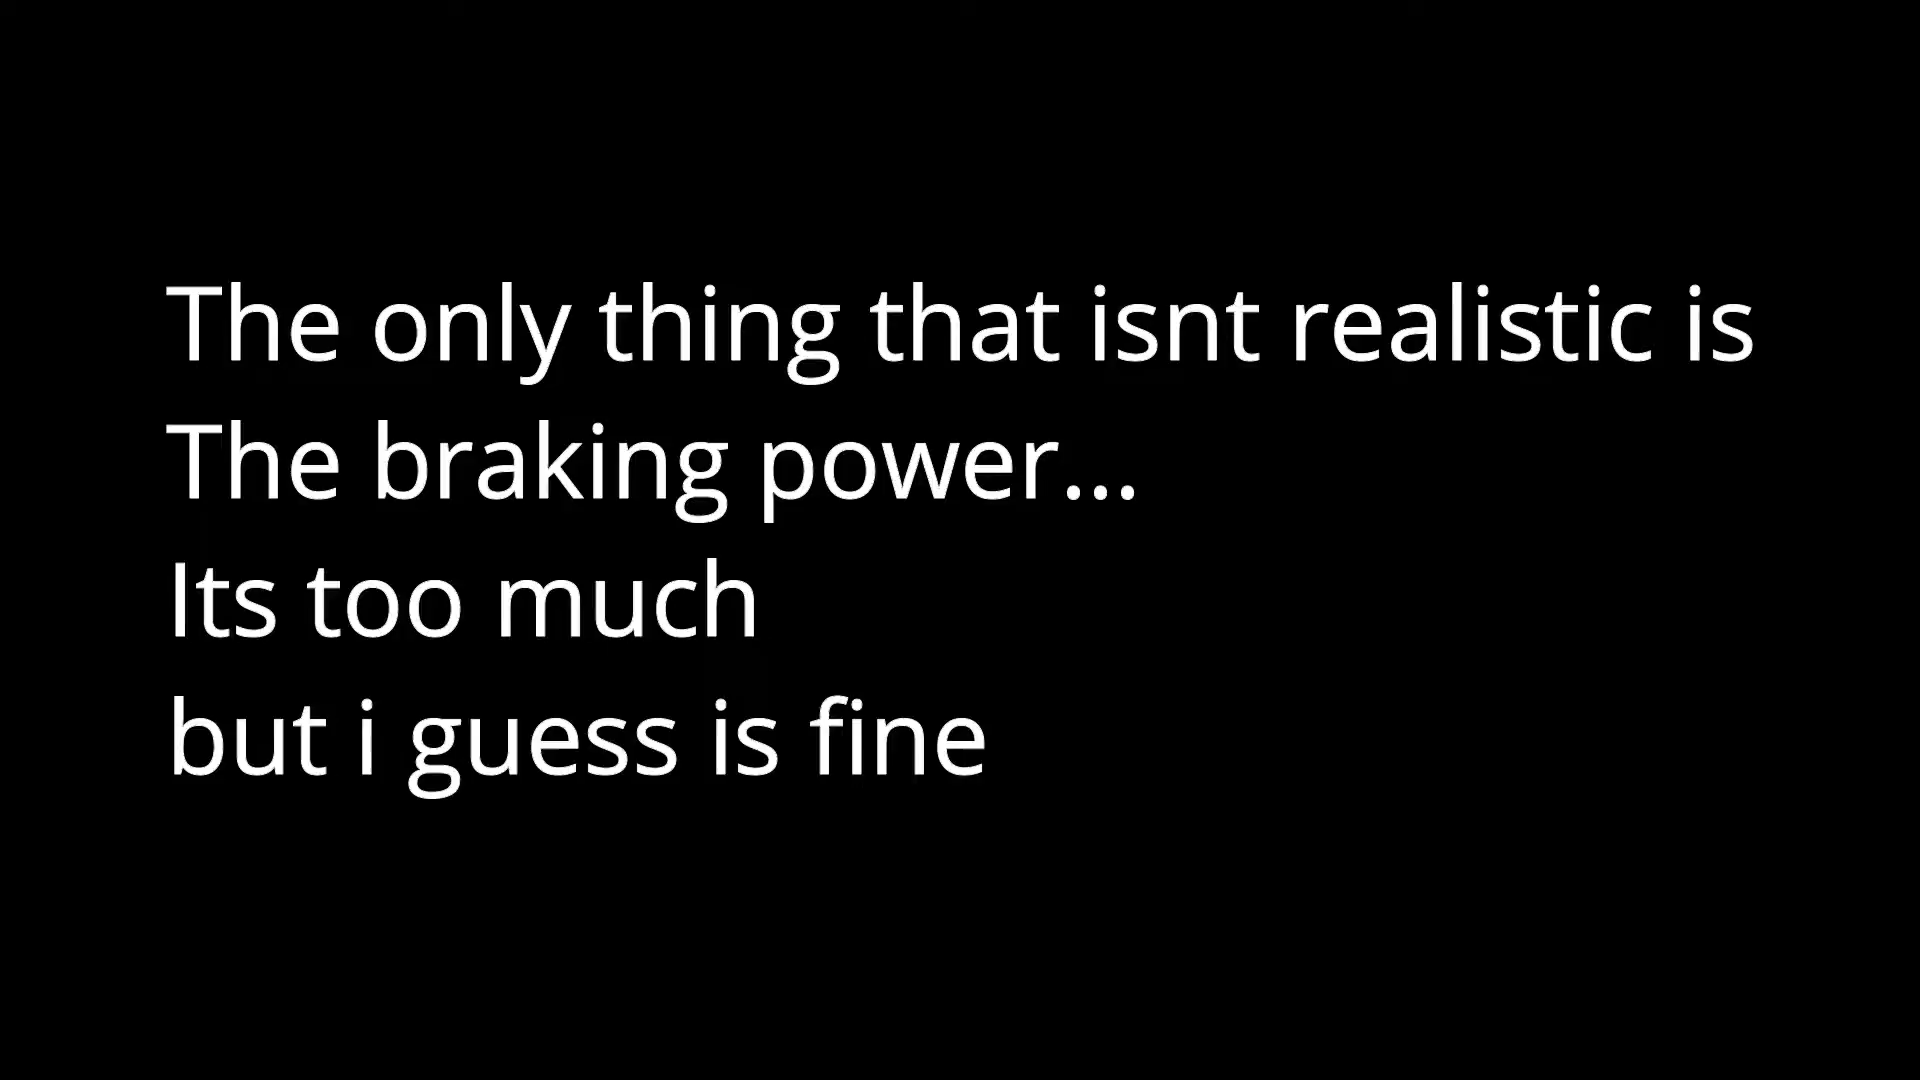 The only thing that isnt realistic is
The braking power...
Its too much
but i guess is fine